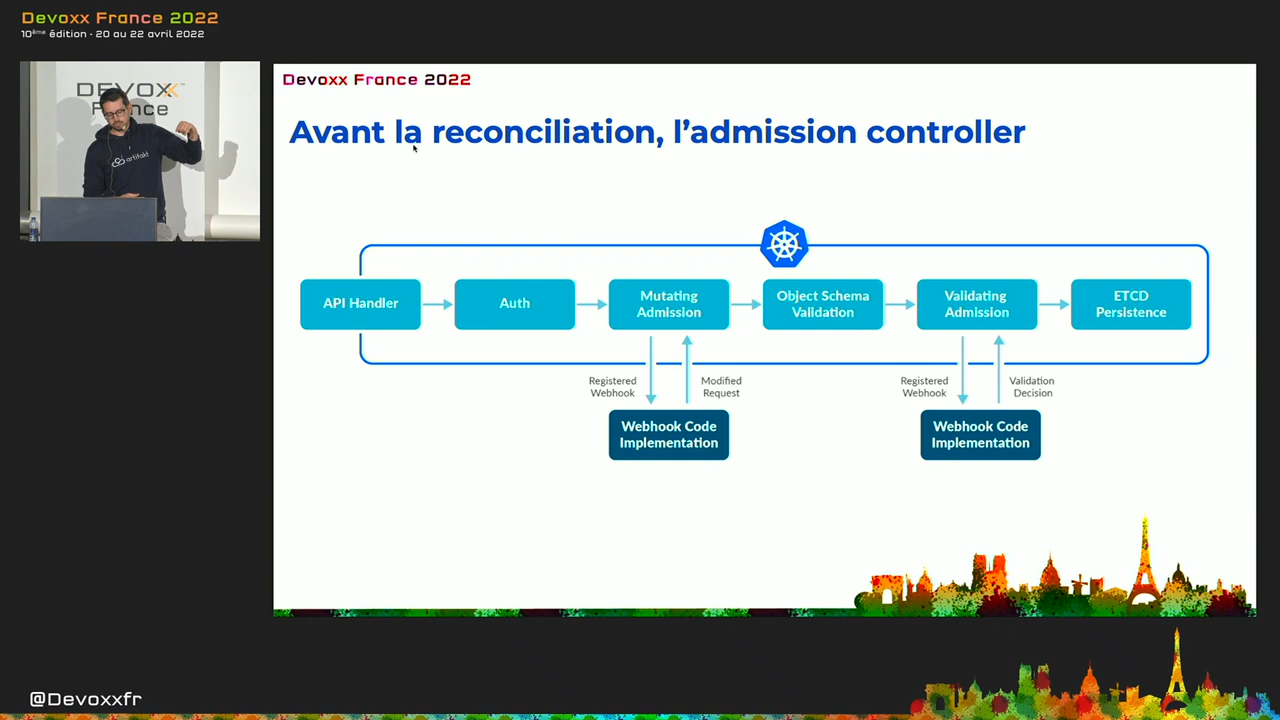 Devoxx France 2022
10ème édition - 20 au 22 avril 2022
DEVOXX
France
artifakt
Devoxx France 2022
Avant la reconciliation, l'admission controller
API Handler
Auth
Mutating
Admission
Object Schema
Validation
Validating
Admission
ETCD
Persistence
Registered
Webhook
Modified
Request
Registered
Webhook
Validation
Decision
Webhook Code
Implementation
Webhook Code
Implementation
@Devoxxfr